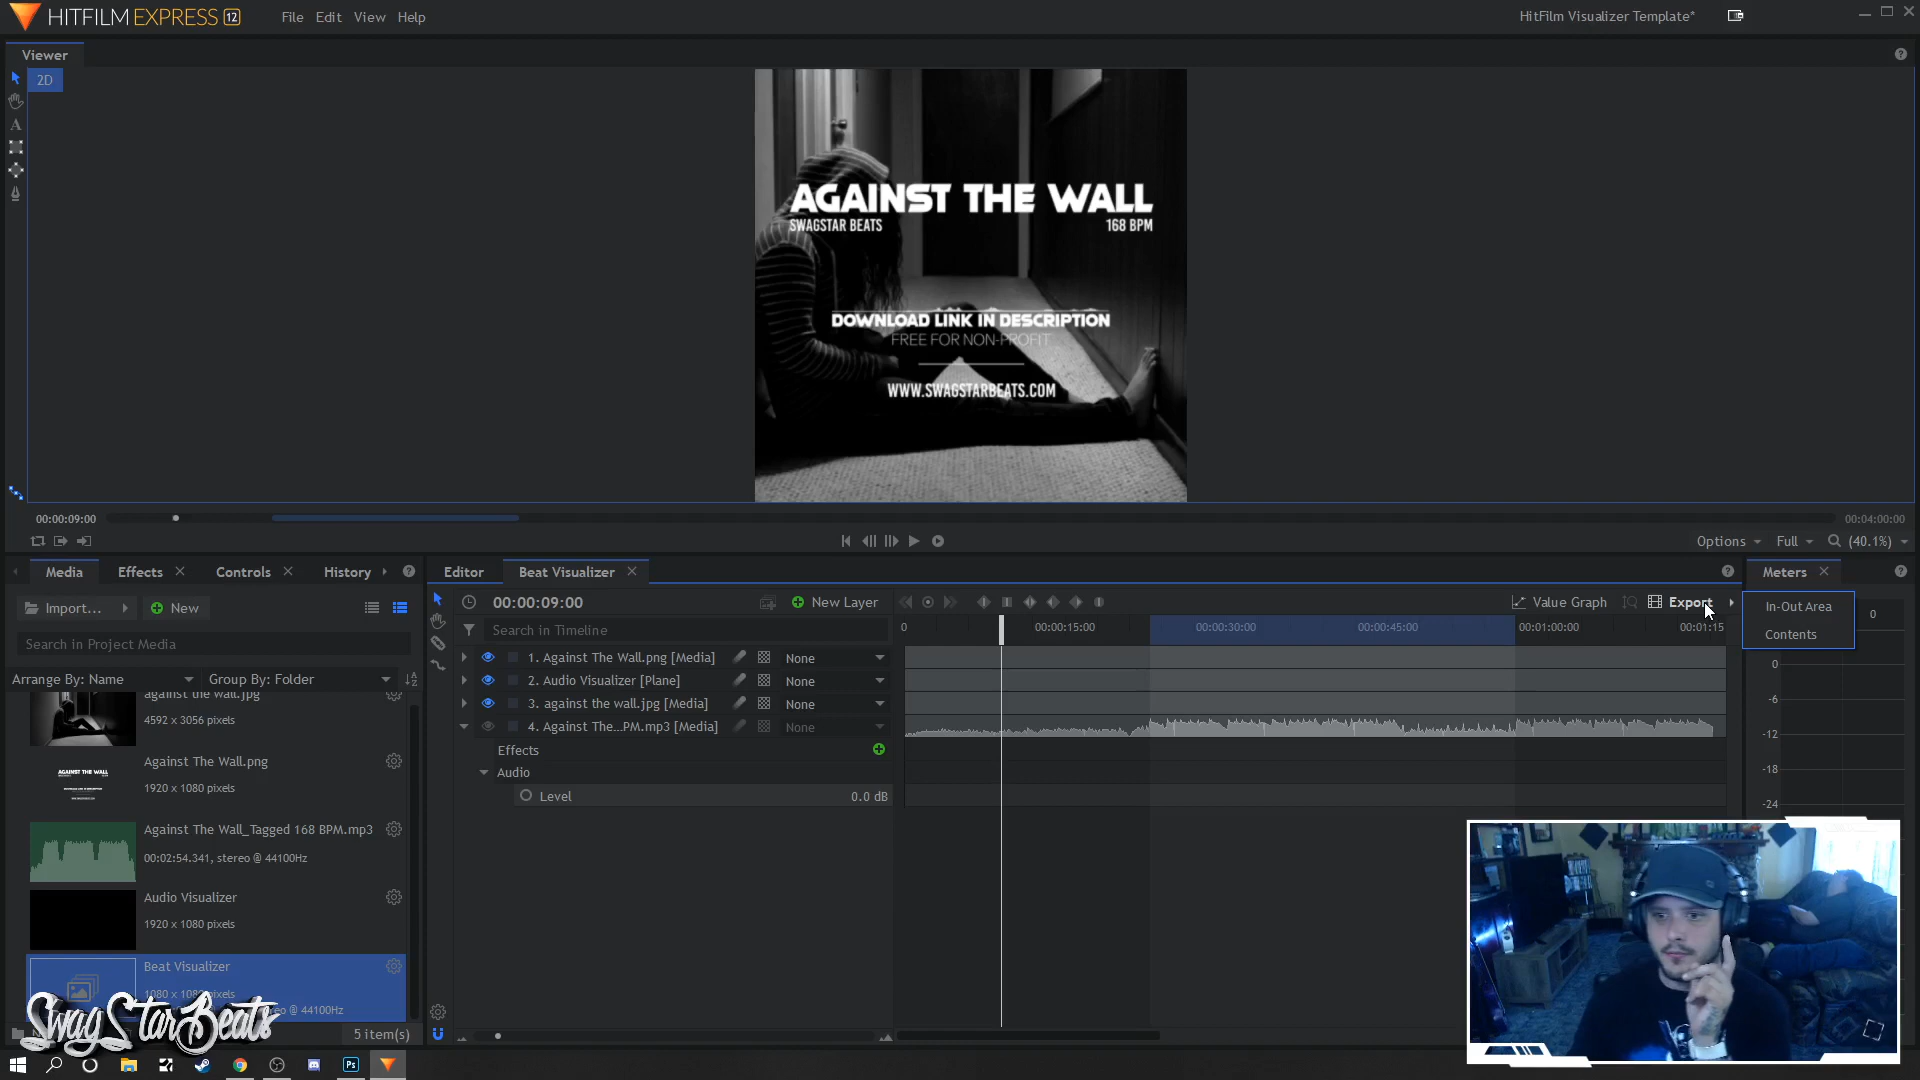 HITFILM EXPRESS 12
File Edit View Help
HitFilm Visualizer Template*
Viewer
2D
AGAINST THE WALL
SWAGSTAR BEATS
168 BPM
DOWNLOAD LINK IN DESCRIPTION
FREE FOR NON-PROFIT
WWW.SWAGSTARBEATS.COM
00:00:09:00
00:04:00:00
Options Full (40.1%)
Media Effects Controls History
Import... New
Search in Project Media
Arrange By: Name Group By: Folder
against the wall.jpg
4592 x 3056 pixels
Against The Wall.png
1920 x 1080 pixels
Against The Wall_Tagged 168 BPM.mp3
00:02:54.341, stereo @ 44100Hz
Audio Visualizer
1920 x 1080 pixels
Beat Visualizer
@ 44100Hz
SwagStarBeats
5 item(s)
Editor Beat Visualizer
00:00:09:00 New Layer
Value Graph Export
Search in Timeline
0 00:00:15:00 00:00:30:00 00:00:45:00 00:01:00:00 00:01:15
1. Against The Wall.png [Media] None
2. Audio Visualizer [Plane] None
3. against the wall.jpg [Media] None
4. Against The...PM.mp3 [Media] None
Effects
Audio
Level 0.0 dB
Meters
In-Out Area
Contents
0
0
-6
-12
-18
-24
Ps